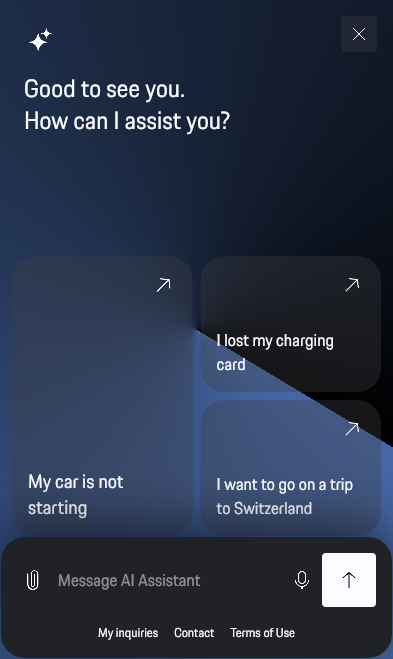 Good to see you.
How can I assist you?
I lost my charging
card
My car is not
starting
I want to go on a trip
to Switzerland
Message AI Assistant
My inquiries
Contact
Terms of Use